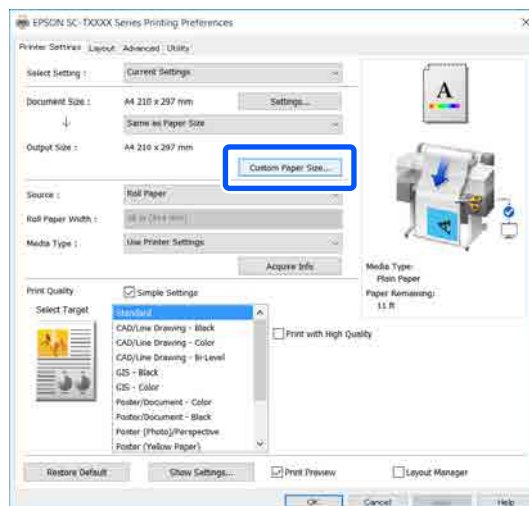 EPSON SC-TXXXX Series Printing Preferences
Printer Settings Layout Advanced Utility
Select Setting : Current Settings
Document Size : A4 210 x 297 mm Settings...
Same as Paper Size
Output Size : A4 210 x 297 mm
Custom Paper Size...
Source : Roll Paper
Roll Paper Width :
Media Type : Use Printer Settings
Acquire Info
A
Media Type:
Plain Paper
Paper Remaining:
11 ft
Print Quality Simple Settings
Select Target
Standard
CAD/Line Drawing - Black
CAD/Line Drawing - Color
CAD/Line Drawing - Bi-Level
GIS - Black
GIS - Color
Poster/Document - Color
Poster/Document - Black
Poster (Photo)/Perspective
Poster (Yellow Paper)
Print with High Quality
Restore Default Show Settings... Print Preview Layout Manager
OK Cancel Help